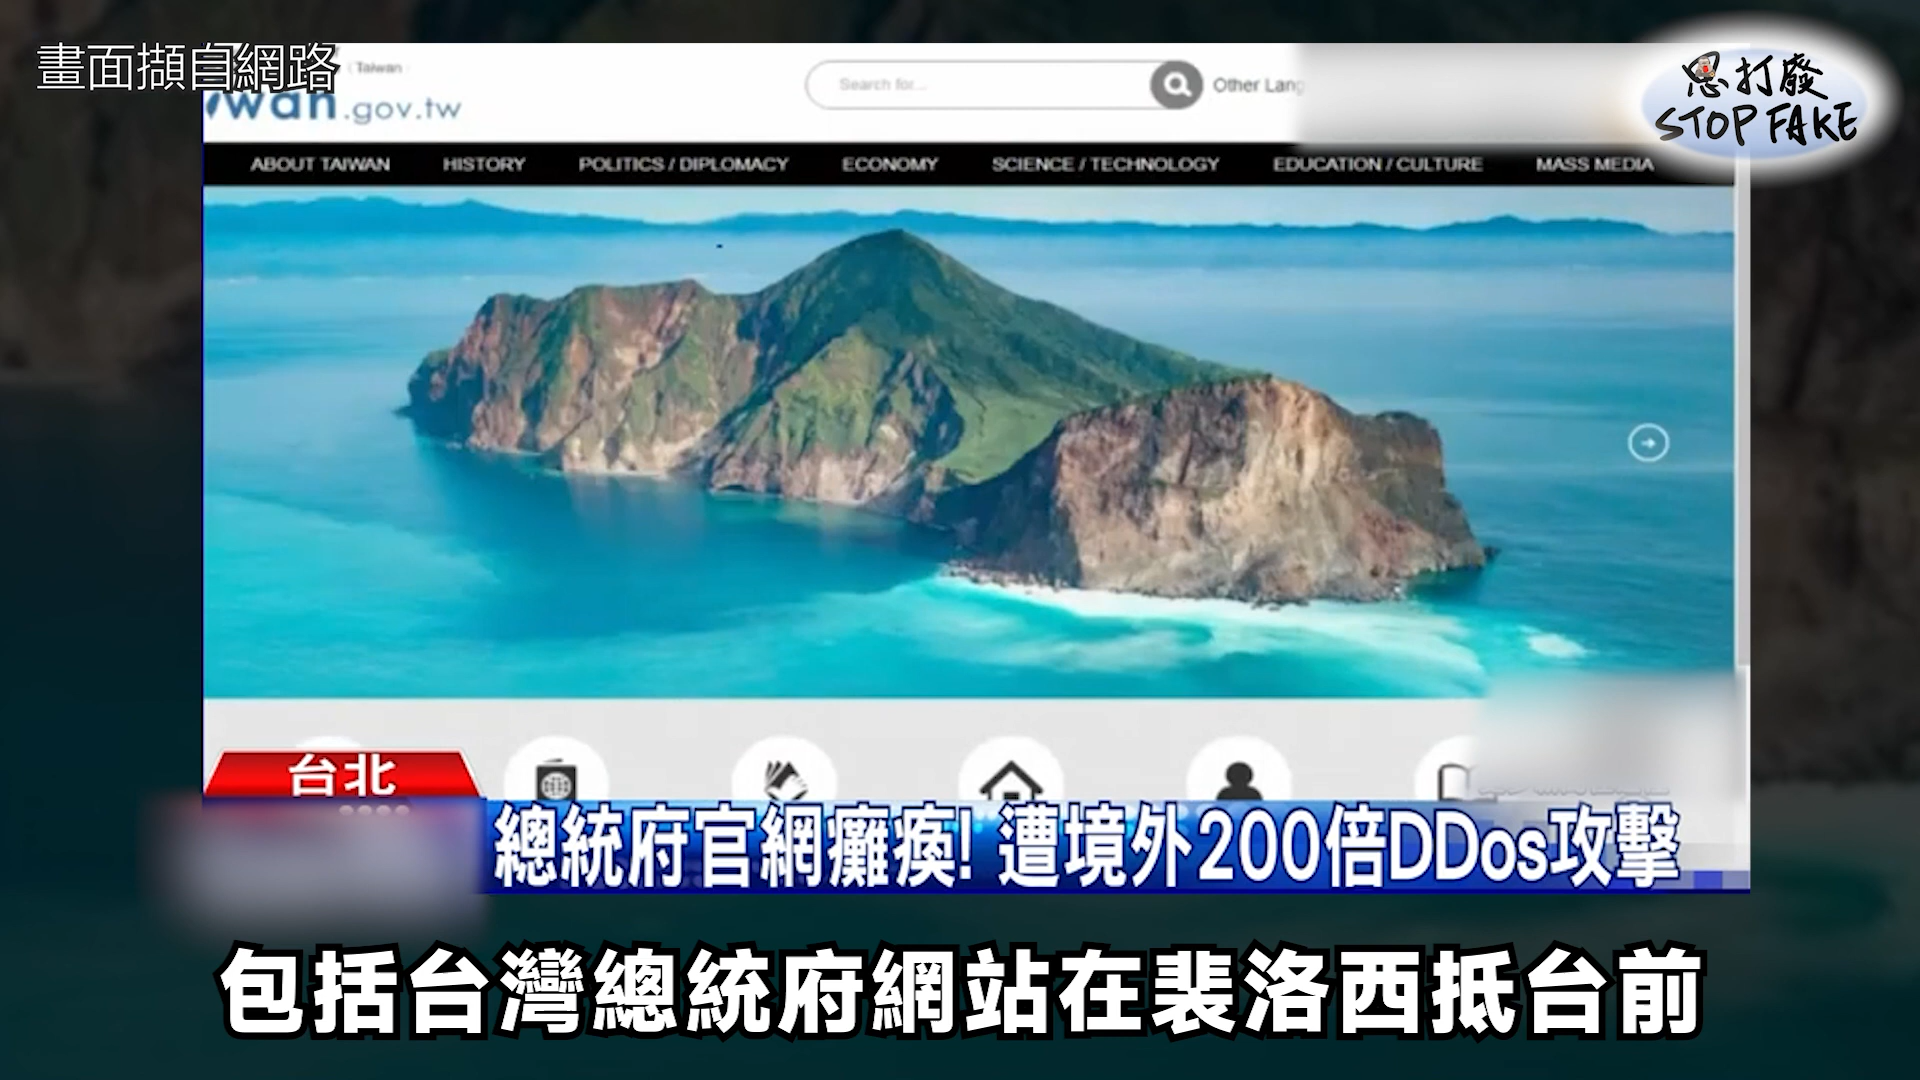 畫面擷自網路
(Taiwan
wan.gov.tw
Search for...
Other Lang
思打發
STOP FAKE
ABOUT TAIWAN HISTORY POLITICS / DIPLOMACY ECONOMY SCIENCE / TECHNOLOGY EDUCATION / CULTURE MASS MEDIA
台北
總統府官網癱瘓! 遭境外200倍DDos攻擊
包括台灣總統府網站在裴洛西抵台前